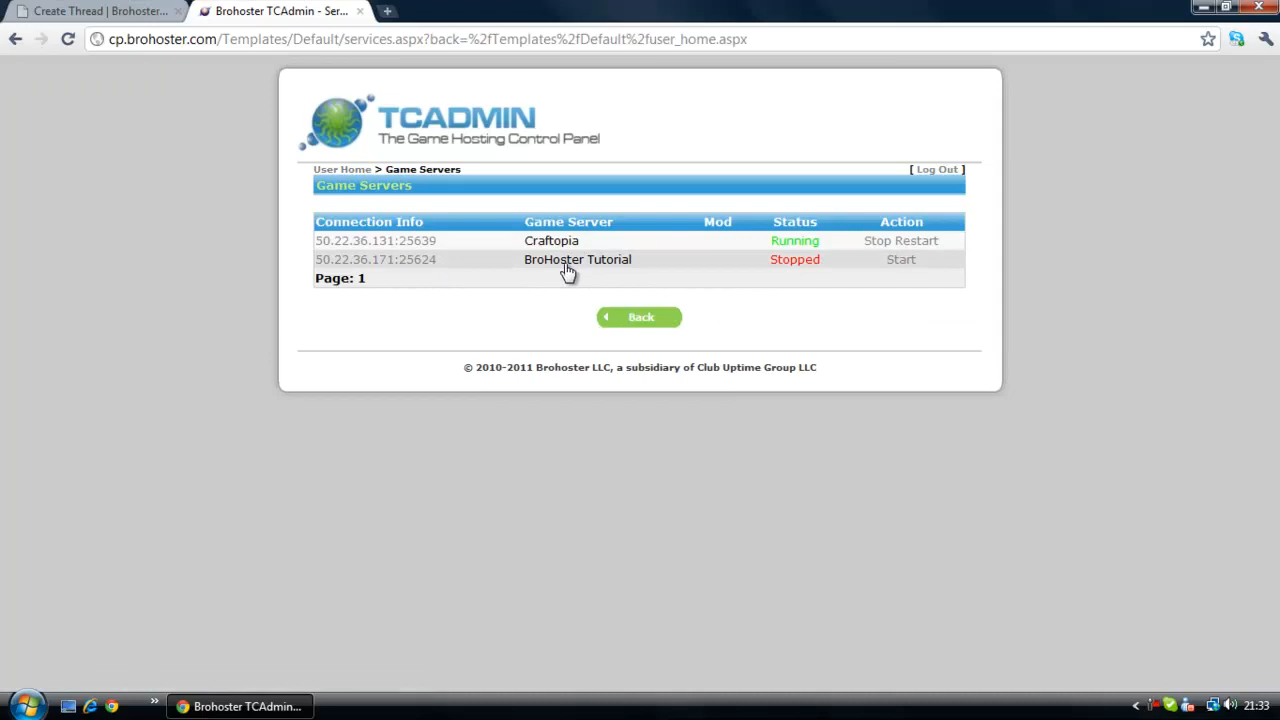 Create Thread | Brohoster...
Brohoster TCAdmin - Ser...
cp.brohoster.com/Templates/Default/services.aspx?back=%2fTemplates%2fDefault%2fuser_home.aspx
TCADMIN
The Game Hosting Control Panel
User Home > Game Servers [ Log Out ]
Game Servers
Connection Info Game Server Mod Status Action
50.22.36.131:25639 Craftopia Running Stop Restart
50.22.36.171:25624 BroHoster Tutorial Stopped Start
Page: 1
Back
© 2010-2011 Brohoster LLC, a subsidiary of Club Uptime Group LLC
Brohoster TCAdmin... 21:33